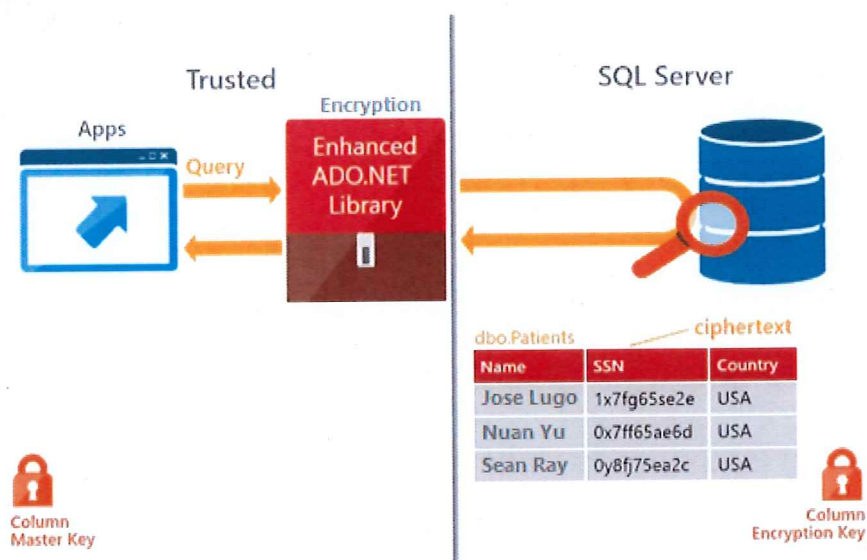 Trusted
SQL Server
Encryption
Apps
Enhanced
ADO.NET
Library
Query
dbo.Patients
ciphertext
Name SSN Country
Jose Lugo 1x7fg65se2e USA
Nuan Yu 0x7ff65ae6d USA
Sean Ray 0y8fj75ea2c USA
Column
Master Key
Column
Encryption Key